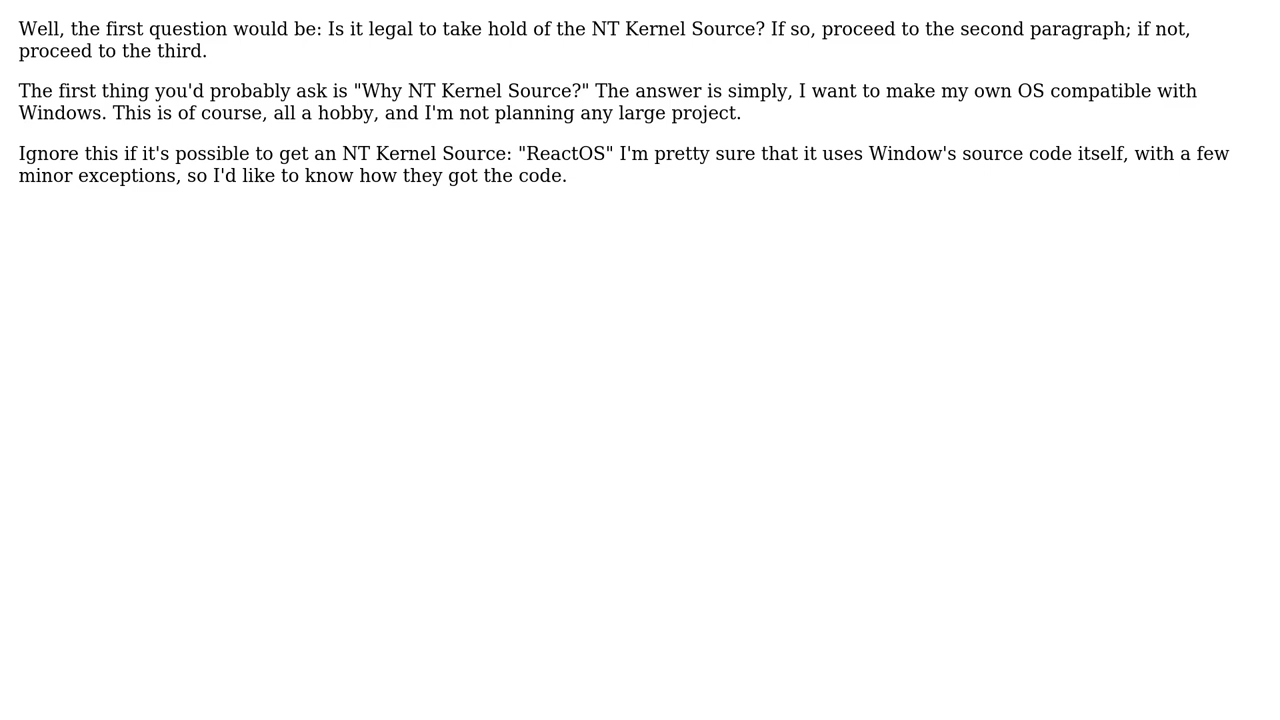 Well, the first question would be: Is it legal to take hold of the NT Kernel Source? If so, proceed to the second paragraph; if not,
proceed to the third.
The first thing you'd probably ask is "Why NT Kernel Source?" The answer is simply, I want to make my own OS compatible with
Windows. This is of course, all a hobby, and I'm not planning any large project.
Ignore this if it's possible to get an NT Kernel Source: "ReactOS" I'm pretty sure that it uses Window's source code itself, with a few
minor exceptions, so I'd like to know how they got the code.